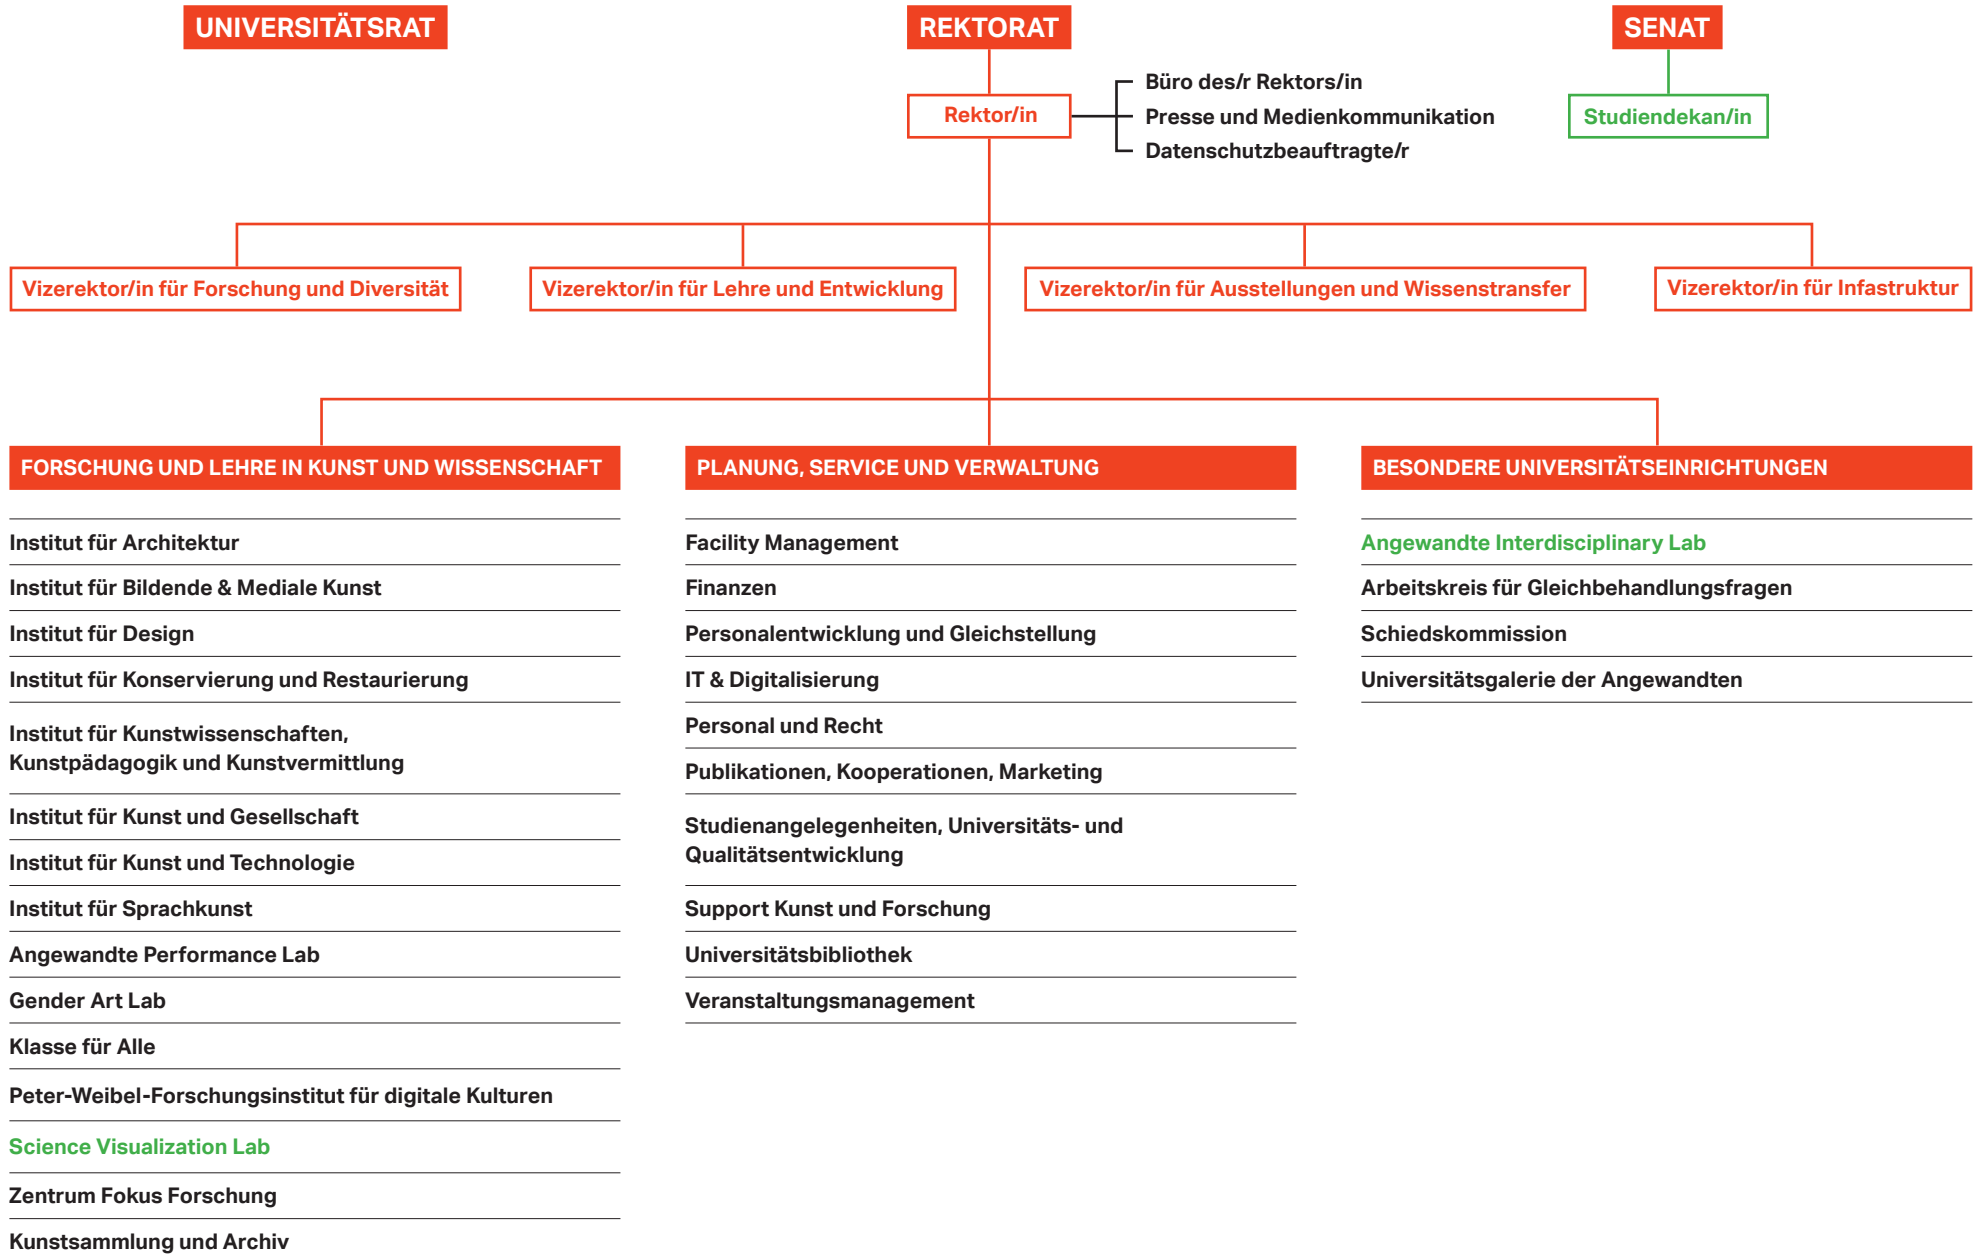 UNIVERSITÄTSRAT
REKTORAT
SENAT
Rektor/in
Büro des/r Rektors/in
Presse und Medienkommunikation
Datenschutzbeauftragte/r
Studiendekan/in
Vizerektor/in für Forschung und Diversität
Vizerektor/in für Lehre und Entwicklung
Vizerektor/in für Ausstellungen und Wissenstransfer
Vizerektor/in für Infastruktur
FORSCHUNG UND LEHRE IN KUNST UND WISSENSCHAFT
Institut für Architektur
Institut für Bildende & Mediale Kunst
Institut für Design
Institut für Konservierung und Restaurierung
Institut für Kunstwissenschaften,
Kunstpädagogik und Kunstvermittlung
Institut für Kunst und Gesellschaft
Institut für Kunst und Technologie
Institut für Sprachkunst
Angewandte Performance Lab
Gender Art Lab
Klasse für Alle
Peter-Weibel-Forschungsinstitut für digitale Kulturen
Science Visualization Lab
Zentrum Fokus Forschung
Kunstsammlung und Archiv
PLANUNG, SERVICE UND VERWALTUNG
Facility Management
Finanzen
Personalentwicklung und Gleichstellung
IT & Digitalisierung
Personal und Recht
Publikationen, Kooperationen, Marketing
Studienangelegenheiten, Universitäts- und
Qualitätsentwicklung
Support Kunst und Forschung
Universitätsbibliothek
Veranstaltungsmanagement
BESONDERE UNIVERSITÄTSEINRICHTUNGEN
Angewandte Interdisciplinary Lab
Arbeitskreis für Gleichbehandlungsfragen
Schiedskommission
Universitätsgalerie der Angewandten